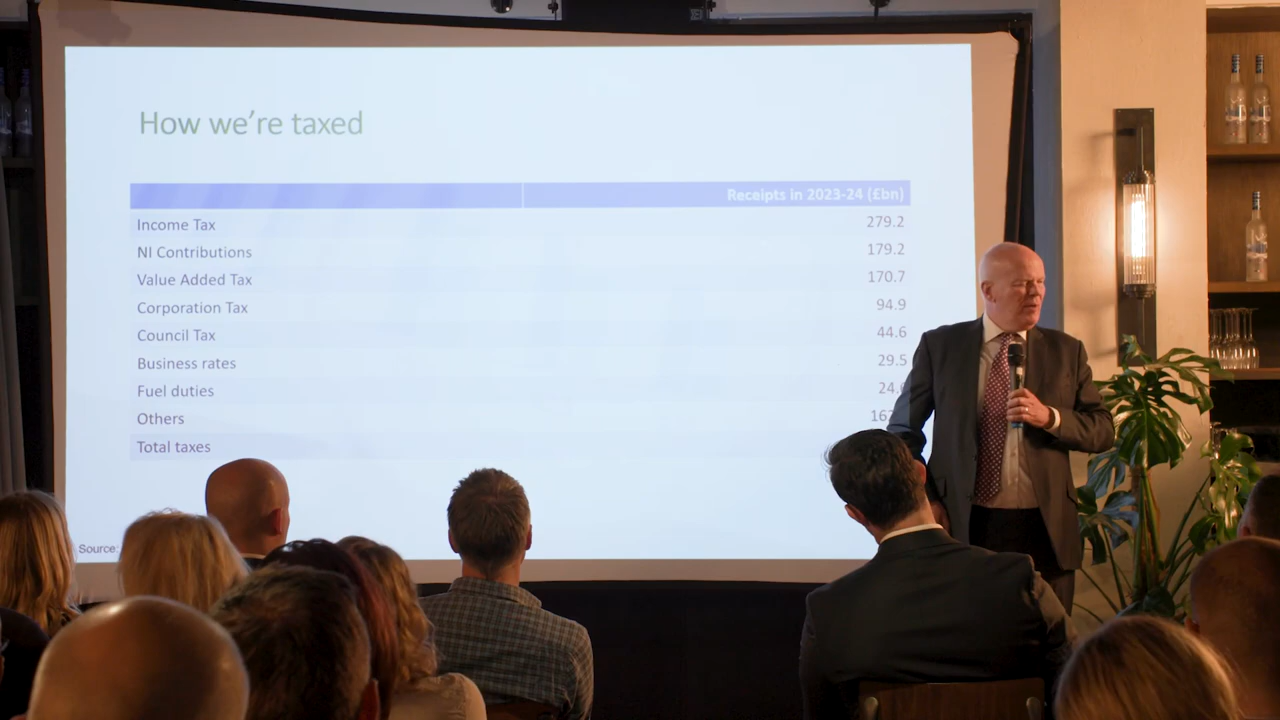 How we're taxed
Receipts in 2023-24 (£bn)
Income Tax 279.2
NI Contributions 179.2
Value Added Tax 170.7
Corporation Tax 94.9
Council Tax 44.6
Business rates 29.5
Fuel duties
Others
Total taxes
Source: